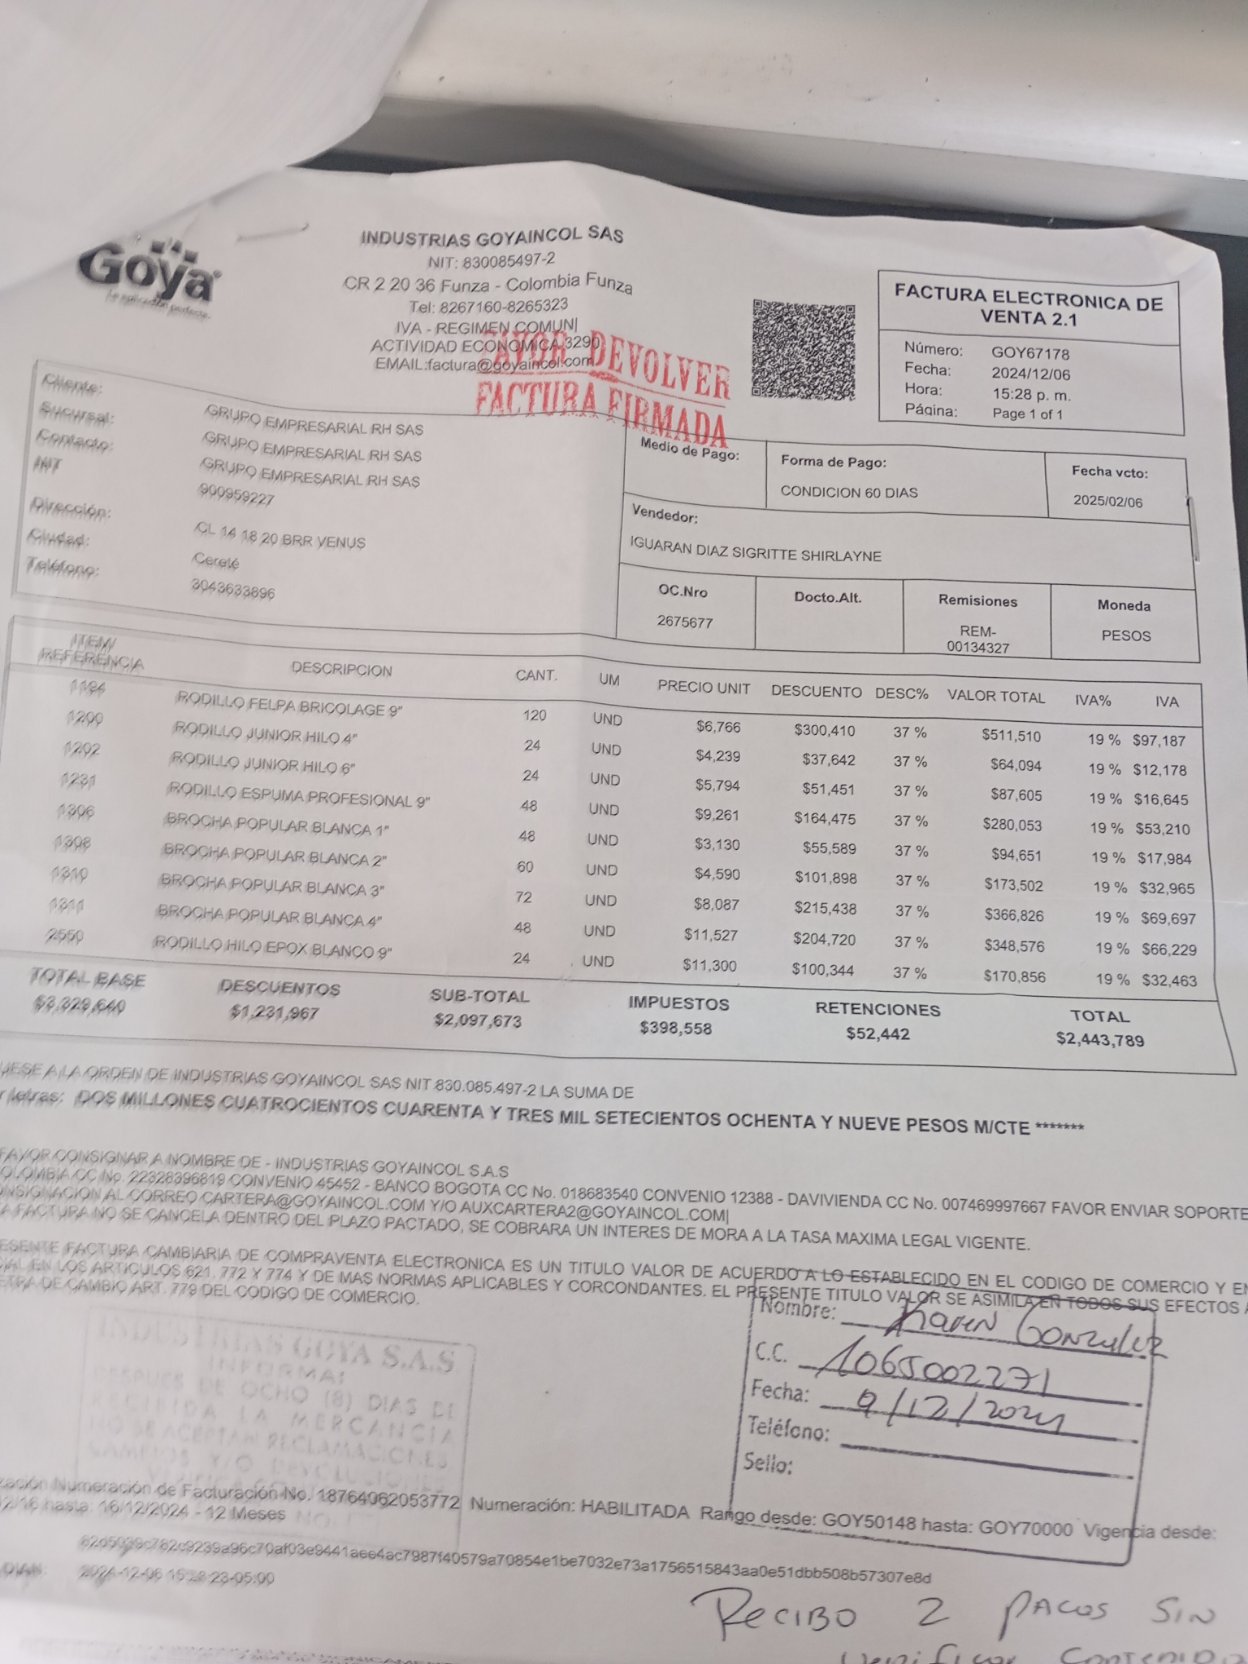 Goya
INDUSTRIAS GOYAINCOL SAS
NIT: 830085497-2
CR 2 20 36 Funza - Colombia Funza
Tel: 8267160-8265323
IVA - REGIMEN COMUN|
ACTIVIDAD ECONOMICA 3290
EMAIL:factura@goyaincol.com
FAVOR DEVOLVER
FACTURA FIRMADA
FACTURA ELECTRONICA DE
VENTA 2.1
Número: GOY67178
Fecha: 2024/12/06
Hora: 15:28 p. m.
Página: Page 1 of 1
Cliente: GRUPO EMPRESARIAL RH SAS
Sucursal: GRUPO EMPRESARIAL RH SAS
Contacto: GRUPO EMPRESARIAL RH SAS
NIT 900959227
Dirección: CL 14 18 20 BRR VENUS
Ciudad: Cereté
Teléfono: 3043633896
Medio de Pago:
Forma de Pago:
CONDICION 60 DIAS
Fecha vcto:
2025/02/06
Vendedor:
IGUARAN DIAZ SIGRITTE SHIRLAYNE
OC.Nro Docto.Alt. Remisiones Moneda
2675677 REM-00134327 PESOS
ITEM/
REFERENCIA DESCRIPCION CANT. UM PRECIO UNIT DESCUENTO DESC% VALOR TOTAL IVA% IVA
1194 RODILLO FELPA BRICOLAGE 9" 120 UND $6,766 $300,410 37 % $511,510 19 % $97,187
1200 RODILLO JUNIOR HILO 4" 24 UND $4,239 $37,642 37 % $64,094 19 % $12,178
1202 RODILLO JUNIOR HILO 6" 24 UND $5,794 $51,451 37 % $87,605 19 % $16,645
1231 RODILLO ESPUMA PROFESIONAL 9" 48 UND $9,261 $164,475 37 % $280,053 19 % $53,210
1306 BROCHA POPULAR BLANCA 1" 48 UND $3,130 $55,589 37 % $94,651 19 % $17,984
1308 BROCHA POPULAR BLANCA 2" 60 UND $4,590 $101,898 37 % $173,502 19 % $32,965
1310 BROCHA POPULAR BLANCA 3" 72 UND $8,087 $215,438 37 % $366,826 19 % $69,697
1311 BROCHA POPULAR BLANCA 4" 48 UND $11,527 $204,720 37 % $348,576 19 % $66,229
2550 RODILLO HILO EPOX BLANCO 9" 24 UND $11,300 $100,344 37 % $170,856 19 % $32,463
TOTAL BASE DESCUENTOS SUB-TOTAL IMPUESTOS RETENCIONES TOTAL
$3,329,640 $1,231,967 $2,097,673 $398,558 $52,442 $2,443,789
UESE A LA ORDEN DE INDUSTRIAS GOYAINCOL SAS NIT 830.085.497-2 LA SUMA DE
r letras: DOS MILLONES CUATROCIENTOS CUARENTA Y TRES MIL SETECIENTOS OCHENTA Y NUEVE PESOS M/CTE *******
FAVOR CONSIGNAR A NOMBRE DE - INDUSTRIAS GOYAINCOL S.A.S
OLOMBIA CC No. 22328396819 CONVENIO 45452 - BANCO BOGOTA CC No. 018683540 CONVENIO 12388 - DAVIVIENDA CC No. 007469997667 FAVOR ENVIAR SOPORTE
ONSIGNACION AL CORREO CARTERA@GOYAINCOL.COM Y/O AUXCARTERA2@GOYAINCOL.COM|
A FACTURA NO SE CANCELA DENTRO DEL PLAZO PACTADO, SE COBRARA UN INTERES DE MORA A LA TASA MAXIMA LEGAL VIGENTE.
ESENTE FACTURA CAMBIARIA DE COMPRAVENTA ELECTRONICA ES UN TITULO VALOR DE ACUERDO A LO ESTABLECIDO EN EL CODIGO DE COMERCIO Y EN
EN LOS ARTICULOS 621, 772 Y 774 Y DE MAS NORMAS APLICABLES Y CORCONDANTES. EL PRESENTE TITULO VALOR SE ASIMILA EN TODOS SUS EFECTOS A
TRA DE CAMBIO ART. 779 DEL CODIGO DE COMERCIO.
INDUSTRIAS GOYA S.A.S
INFORMA:
DESPUES DE OCHO (8) DIAS DE
RECIBIDA LA MERCANCIA
NO SE ACEPTAN RECLAMACIONES,
CAMBIOS Y/O DEVOLUCIONES
Nombre: Karen Gonzalez
C.C. 1065002271
Fecha: 9/12/2024
Teléfono:
Sello:
zación Numeración de Facturación No. 18764062053772 Numeración: HABILITADA Rango desde: GOY50148 hasta: GOY70000 Vigencia desde:
hasta: 16/12/2024 - 12 Meses
DIAN: 2024-12-06 15:28:23-05:00
Recibo 2 pacos sin
verificar contenido